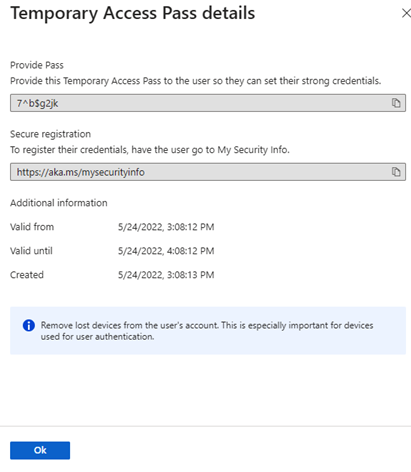 Temporary Access Pass details
Provide Pass
Provide this Temporary Access Pass to the user so they can set their strong credentials.
7^b$g2jk
Secure registration
To register their credentials, have the user go to My Security Info.
https://aka.ms/mysecurityinfo
Additional information
Valid from 5/24/2022, 3:08:12 PM
Valid until 5/24/2022, 4:08:12 PM
Created 5/24/2022, 3:08:13 PM
Remove lost devices from the user's account. This is especially important for devices
used for user authentication.
Ok